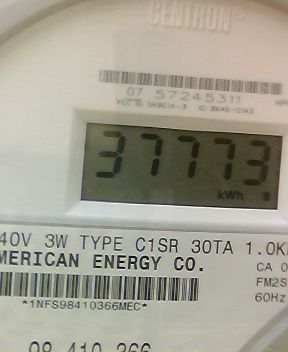 CENTRON
07 57245311
37773
kWh
40V 3W TYPE C1SR 30TA 1.0K
MERICAN ENERGY CO.
CA 0
FM2S
*1NFS98410366MEC*
60Hz
98 410 366